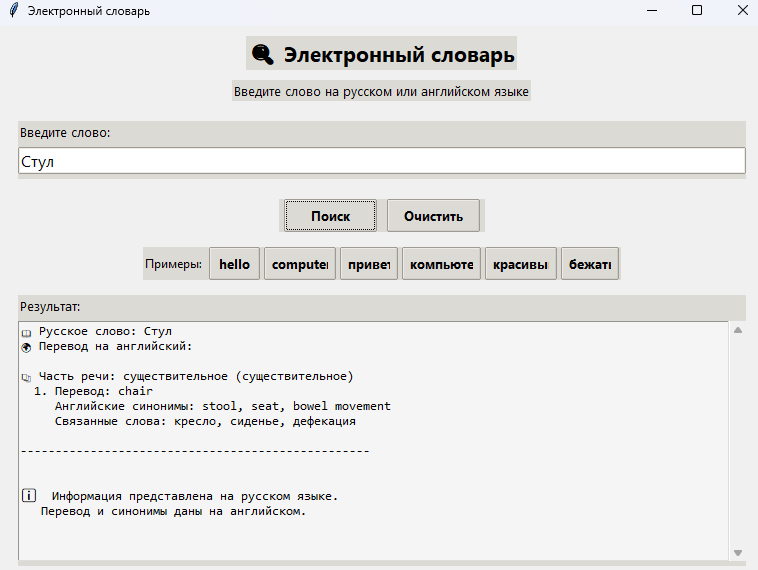 Электронный словарь
Электронный словарь
Введите слово на русском или английском языке
Введите слово:
Стул
Поиск Очистить
Примеры: hello computer привет компьюте красивы бежать
Результат:
Русское слово: Стул
Перевод на английский:
Часть речи: существительное (существительное)
1. Перевод: chair
Английские синонимы: stool, seat, bowel movement
Связанные слова: кресло, сиденье, дефекация
--------------------------------------------------
i Информация представлена на русском языке.
Перевод и синонимы даны на английском.